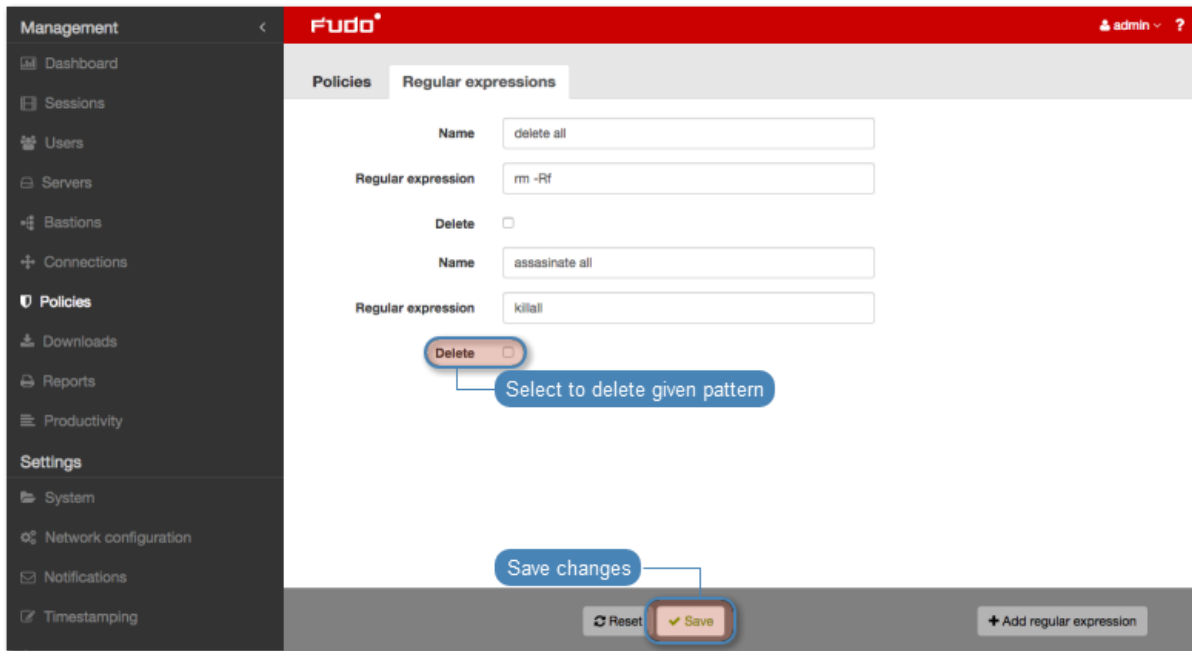 Management <
FUDO
admin ?
Dashboard
Sessions
Users
Servers
Bastions
Connections
Policies
Downloads
Reports
Productivity
Settings
System
Network configuration
Notifications
Timestamping
Policies Regular expressions
Name delete all
Regular expression rm -Rf
Delete
Name assasinate all
Regular expression killall
Delete
Select to delete given pattern
Save changes
Reset Save + Add regular expression